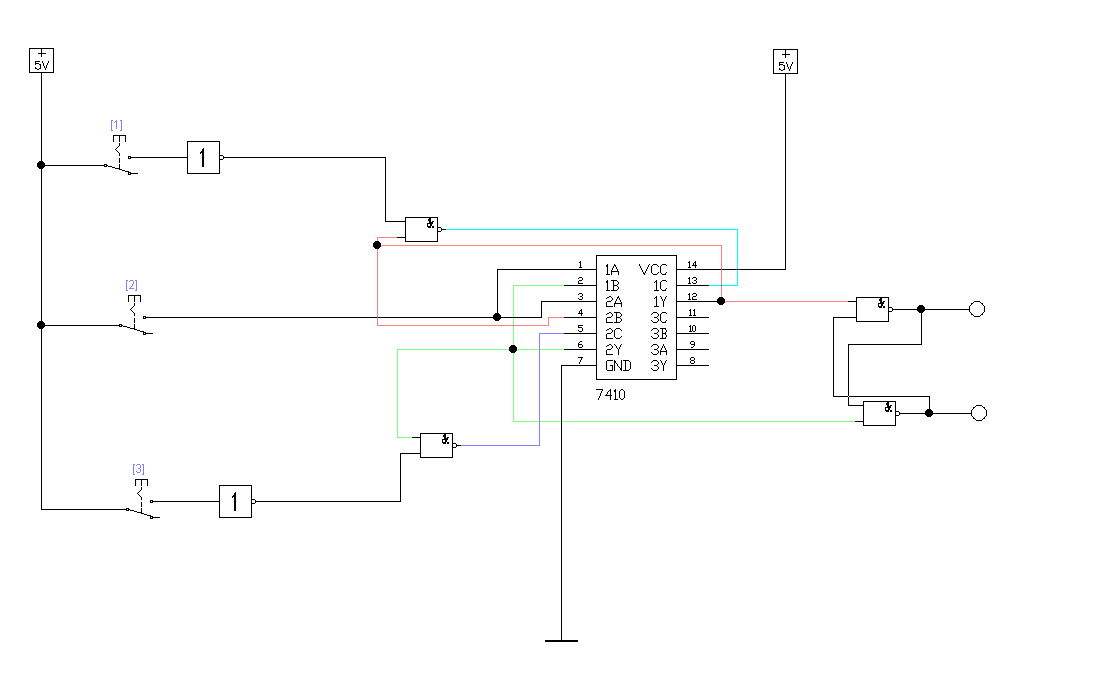 +
5V
+
5V
[1]
1
&
[2]
1 1A VCC 14
2 1B 1C 13
3 2A 1Y 12
4 2B 3C 11
5 2C 3B 10
6 2Y 3A 9
7 GND 3Y 8
7410
&
&
&
[3]
1